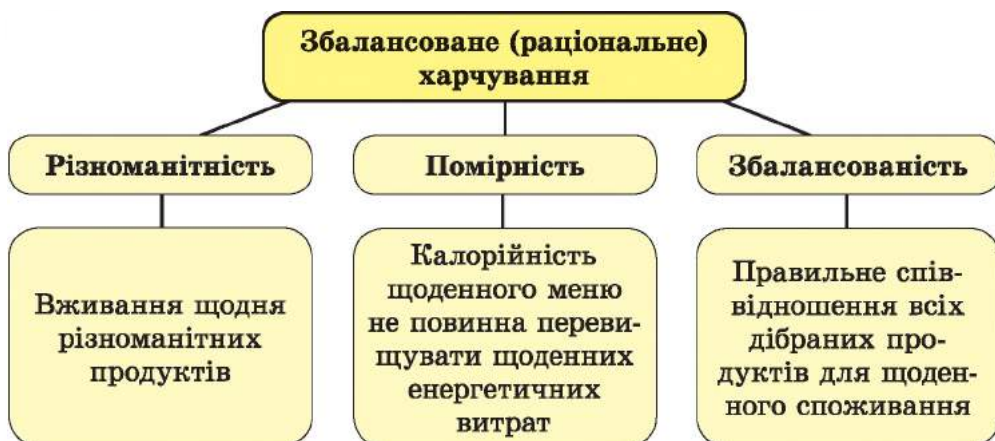 Збалансоване (раціональне)
харчування
Різноманітність
Помірність
Збалансованість
Вживання щодня
різноманітних
продуктів
Калорійність
щоденного меню
не повинна переви-
щувати щоденних
енергетичних
витрат
Правильне спів-
відношення всіх
дібраних про-
дуктів для щоден-
ного споживання